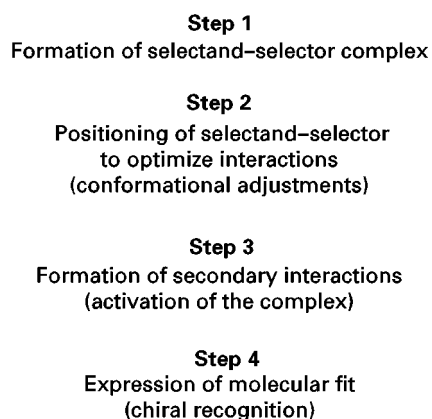 Step 1
Formation of selectand–selector complex
Step 2
Positioning of selectand–selector
to optimize interactions
(conformational adjustments)
Step 3
Formation of secondary interactions
(activation of the complex)
Step 4
Expression of molecular fit
(chiral recognition)